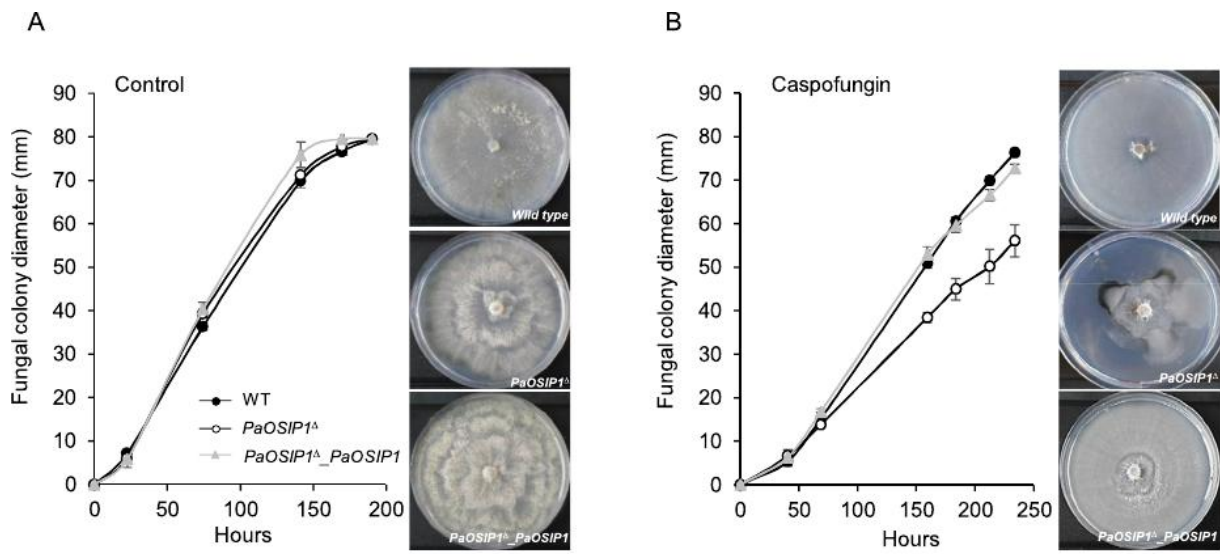 A
Control
Fungal colony diameter (mm)
90
80
70
60
50
40
30
20
10
0
0 50 100 150 200
Hours
WT
PaOSIP1Δ
PaOSIP1Δ_PaOSIP1
Wild type
PaOSIP1Δ
PaOSIP1Δ_PaOSIP1
B
Caspofungin
Fungal colony diameter (mm)
90
80
70
60
50
40
30
20
10
0
0 50 100 150 200 250
Hours
Wild type
PaOSIP1Δ
PaOSIP1Δ_PaOSIP1